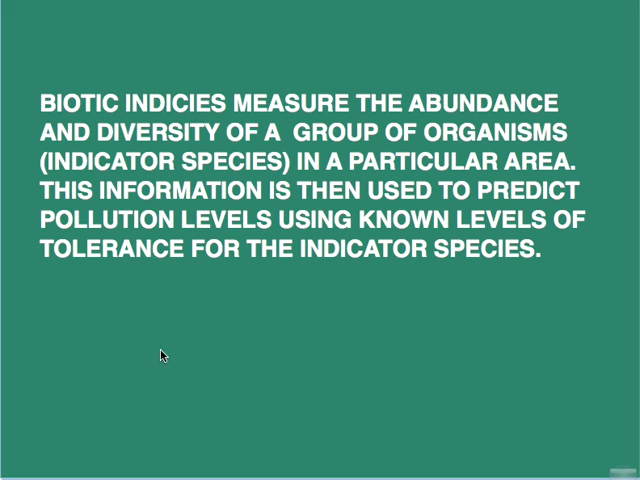 BIOTIC INDICIES MEASURE THE ABUNDANCE
AND DIVERSITY OF A  GROUP OF ORGANISMS
(INDICATOR SPECIES) IN A PARTICULAR AREA.
THIS INFORMATION IS THEN USED TO PREDICT
POLLUTION LEVELS USING KNOWN LEVELS OF
TOLERANCE FOR THE INDICATOR SPECIES.